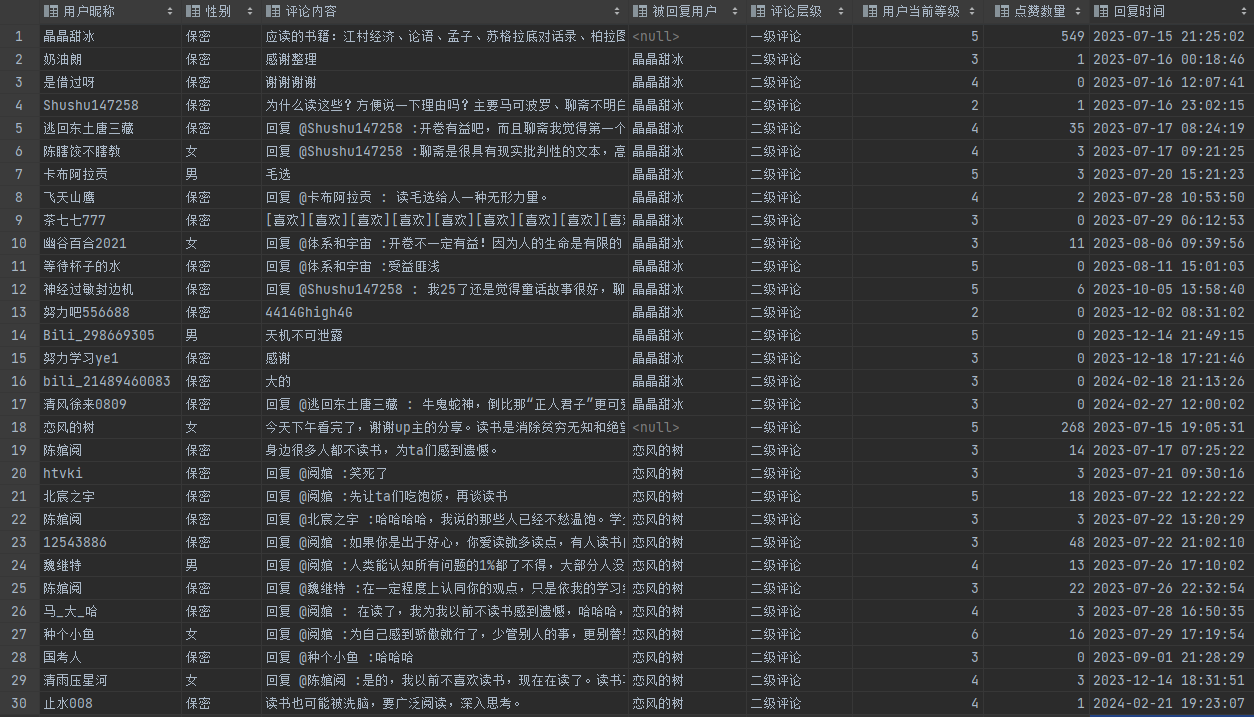 用户昵称 性别 评论内容 被回复用户 评论层级 用户当前等级 点赞数量 回复时间
1 晶晶甜冰 保密 应读的书籍：江村经济、论语、孟子、苏格拉底对话录、柏拉图 <null> 一级评论 5 549 2023-07-15 21:25:02
2 奶油朗 保密 感谢整理 晶晶甜冰 二级评论 3 1 2023-07-16 00:18:46
3 是借过呀 保密 谢谢谢谢 晶晶甜冰 二级评论 4 0 2023-07-16 12:07:41
4 Shushu147258 保密 为什么读这些？方便说一下理由吗？主要马可波罗、聊斋不明白 晶晶甜冰 二级评论 2 1 2023-07-16 23:02:15
5 逃回东土唐三藏 保密 回复 @Shushu147258 :开卷有益吧，而且聊斋我觉得第一个 晶晶甜冰 二级评论 4 35 2023-07-17 08:24:19
6 陈瞎饺不瞎教 女 回复 @Shushu147258 :聊斋是很具有现实批判性的文本，高 晶晶甜冰 二级评论 4 3 2023-07-17 09:21:25
7 卡布阿拉贡 男 毛选 晶晶甜冰 二级评论 5 3 2023-07-20 15:21:23
8 飞天山鹰 保密 回复 @卡布阿拉贡 : 读毛选给人一种无形力量。 晶晶甜冰 二级评论 4 2 2023-07-28 10:53:50
9 茶七七777 保密 [喜欢][喜欢][喜欢][喜欢][喜欢][喜欢][喜欢][喜欢][喜 晶晶甜冰 二级评论 3 0 2023-07-29 06:12:53
10 幽谷百合2021 女 回复 @体系和宇宙 :开卷不一定有益！因为人的生命是有限的 晶晶甜冰 二级评论 3 11 2023-08-06 09:39:56
11 等待杯子的水 保密 回复 @体系和宇宙 :受益匪浅 晶晶甜冰 二级评论 5 0 2023-08-11 15:01:03
12 神经过敏封边机 保密 回复 @Shushu147258 : 我25了还是觉得童话故事很好，聊 晶晶甜冰 二级评论 5 6 2023-10-05 13:58:40
13 努力吧556688 保密 4414Ghigh4G 晶晶甜冰 二级评论 2 0 2023-12-02 08:31:02
14 Bili_298669305 男 天机不可泄露 晶晶甜冰 二级评论 5 0 2023-12-14 21:49:15
15 努力学习ye1 保密 感谢 晶晶甜冰 二级评论 3 0 2023-12-18 17:21:46
16 bili_21489460083 保密 大的 晶晶甜冰 二级评论 3 0 2024-02-18 21:13:26
17 清风徐来0809 保密 回复 @逃回东土唐三藏 : 牛鬼蛇神，倒比那“正人君子”更可爱 晶晶甜冰 二级评论 3 0 2024-02-27 12:00:02
18 恋风的树 女 今天下午看完了，谢谢up主的分享。读书是消除贫穷无知和绝望 <null> 一级评论 5 268 2023-07-15 19:05:31
19 陈婠阅 保密 身边很多人都不读书，为ta们感到遗憾。 恋风的树 二级评论 3 14 2023-07-17 07:25:22
20 htvki 保密 回复 @阅婠 :笑死了 恋风的树 二级评论 3 3 2023-07-21 09:30:16
21 北宸之宇 保密 回复 @阅婠 :先让ta们吃饱饭，再谈读书 恋风的树 二级评论 5 18 2023-07-22 12:22:22
22 陈婠阅 保密 回复 @北宸之宇 :哈哈哈哈，我说的那些人已经不愁温饱。学 恋风的树 二级评论 3 3 2023-07-22 13:20:29
23 12543886 保密 回复 @阅婠 :如果你是出于好心，你爱读就多读点，有人读书 恋风的树 二级评论 3 48 2023-07-22 21:02:10
24 魏继特 男 回复 @阅婠 :人类能认知所有问题的1%都了不得，大部分人没 恋风的树 二级评论 4 13 2023-07-26 17:10:02
25 陈婠阅 保密 回复 @魏继特 :在一定程度上认同你的观点，只是依我的学习 恋风的树 二级评论 3 22 2023-07-26 22:32:54
26 马_大_哈 保密 回复 @阅婠 : 在读了，我为我以前不读书感到遗憾，哈哈哈， 恋风的树 二级评论 4 3 2023-07-28 16:50:35
27 种个小鱼 女 回复 @阅婠 :为自己感到骄傲就行了，少管别人的事，更别替 恋风的树 二级评论 6 16 2023-07-29 17:19:54
28 国考人 保密 回复 @种个小鱼 :哈哈哈 恋风的树 二级评论 3 0 2023-09-01 21:28:29
29 清雨压星河 女 回复 @陈婠阅 :是的，我以前不喜欢读书，现在在读了。读书 恋风的树 二级评论 4 3 2023-12-14 18:31:51
30 止水008 保密 读书也可能被洗脑，要广泛阅读，深入思考。 恋风的树 二级评论 4 1 2024-02-21 19:23:07